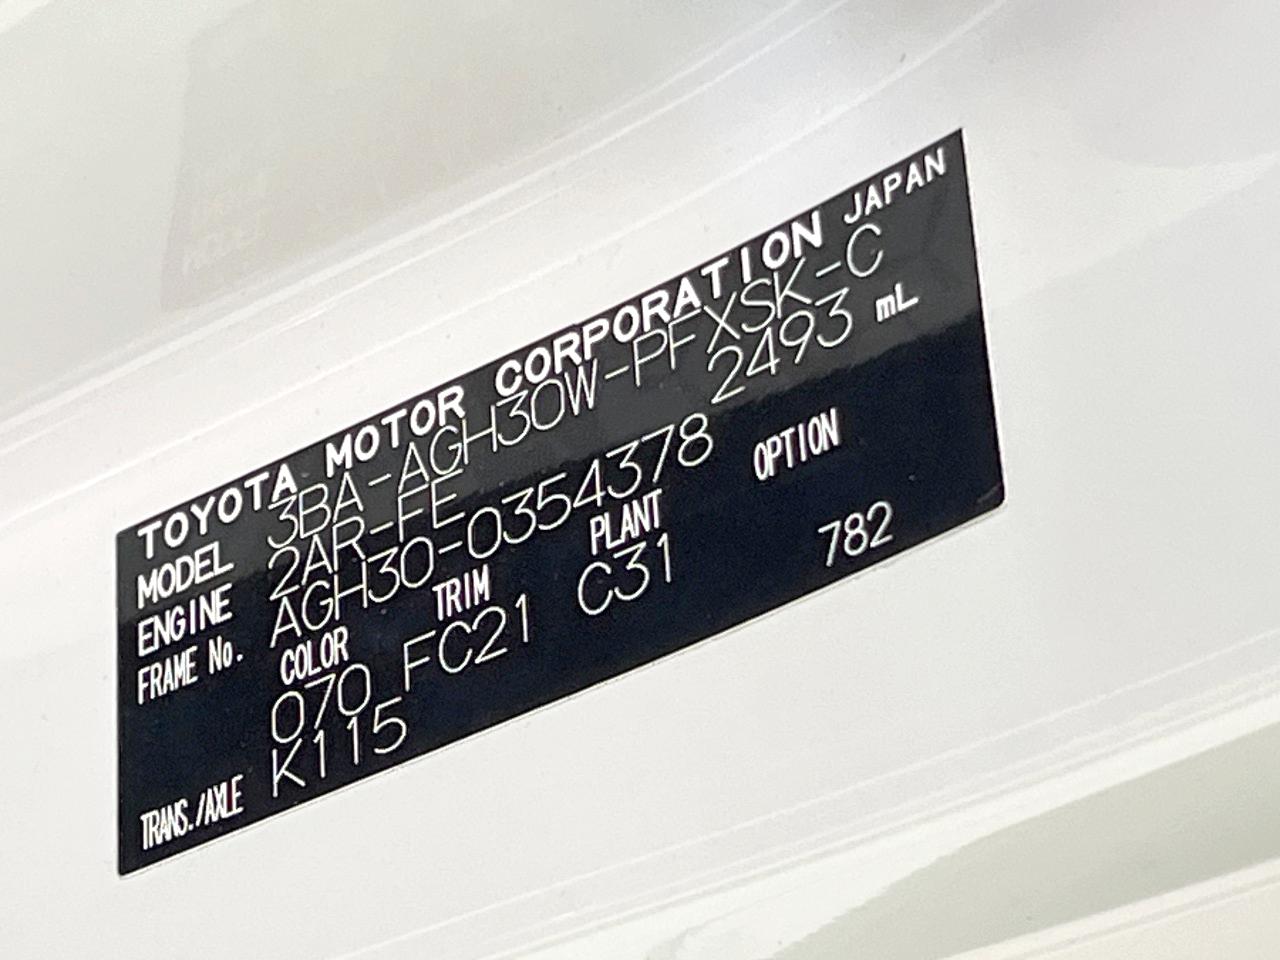 TOYOTA MOTOR CORPORATION JAPAN
MODEL 3BA-AGH30W-PFXSK-C
ENGINE 2AR-FE 2493 mL
FRAME No. AGH30-0354378
COLOR TRIM PLANT OPTION
070 FC21 C31 782
TRANS./AXLE K115